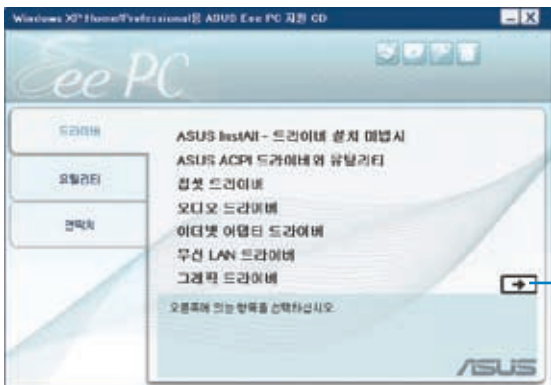 Windows XP Home/Professional용 ASUS Eee PC 지원 CD
Eee PC
드라이버
유틸리티
연락처
ASUS InstAll - 드라이버 설치 마법사
ASUS ACPI 드라이버와 유틸리티
칩셋 드라이버
오디오 드라이버
이더넷 어댑터 드라이버
무선 LAN 드라이버
그래픽 드라이버
오른쪽에 있는 항목을 선택하십시오.
ASUS